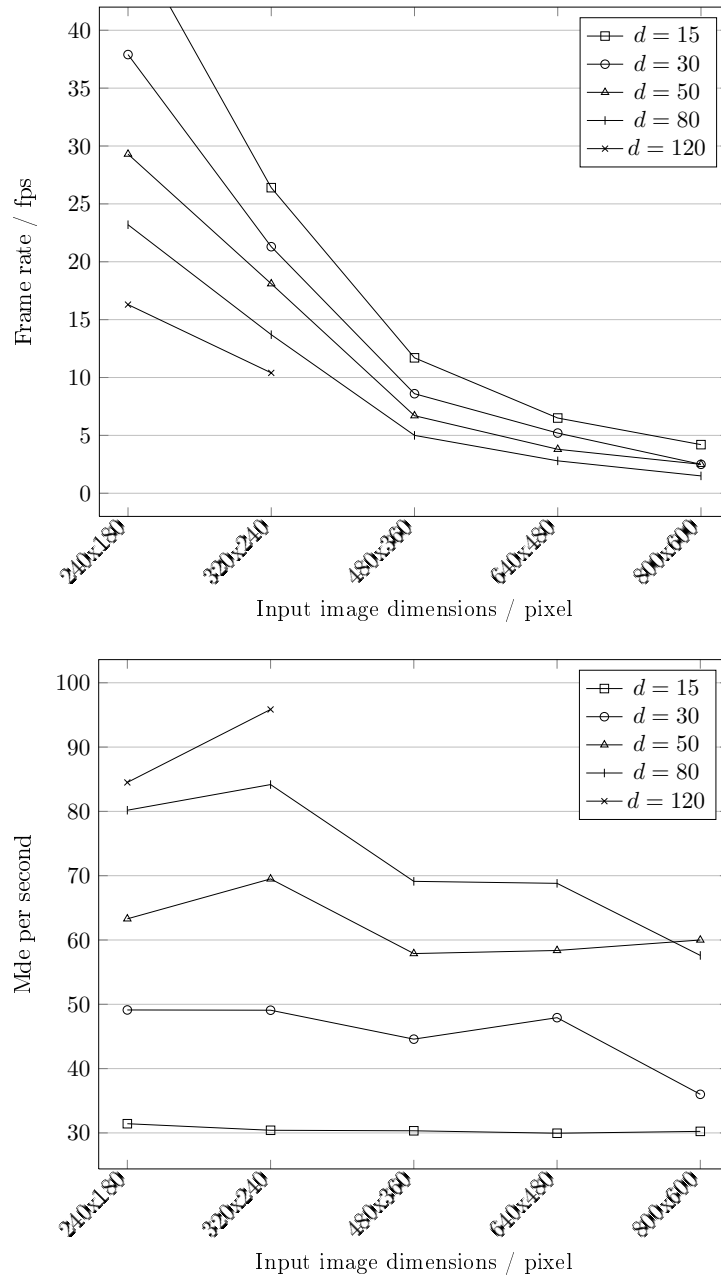 40
35
30
25
20
15
10
5
0
Frame rate / fps
d = 15
d = 30
d = 50
d = 80
d = 120
240x180
320x240
480x360
640x480
800x600
Input image dimensions / pixel
100
90
80
70
60
50
40
30
Mde per second
d = 15
d = 30
d = 50
d = 80
d = 120
240x180
320x240
480x360
640x480
800x600
Input image dimensions / pixel